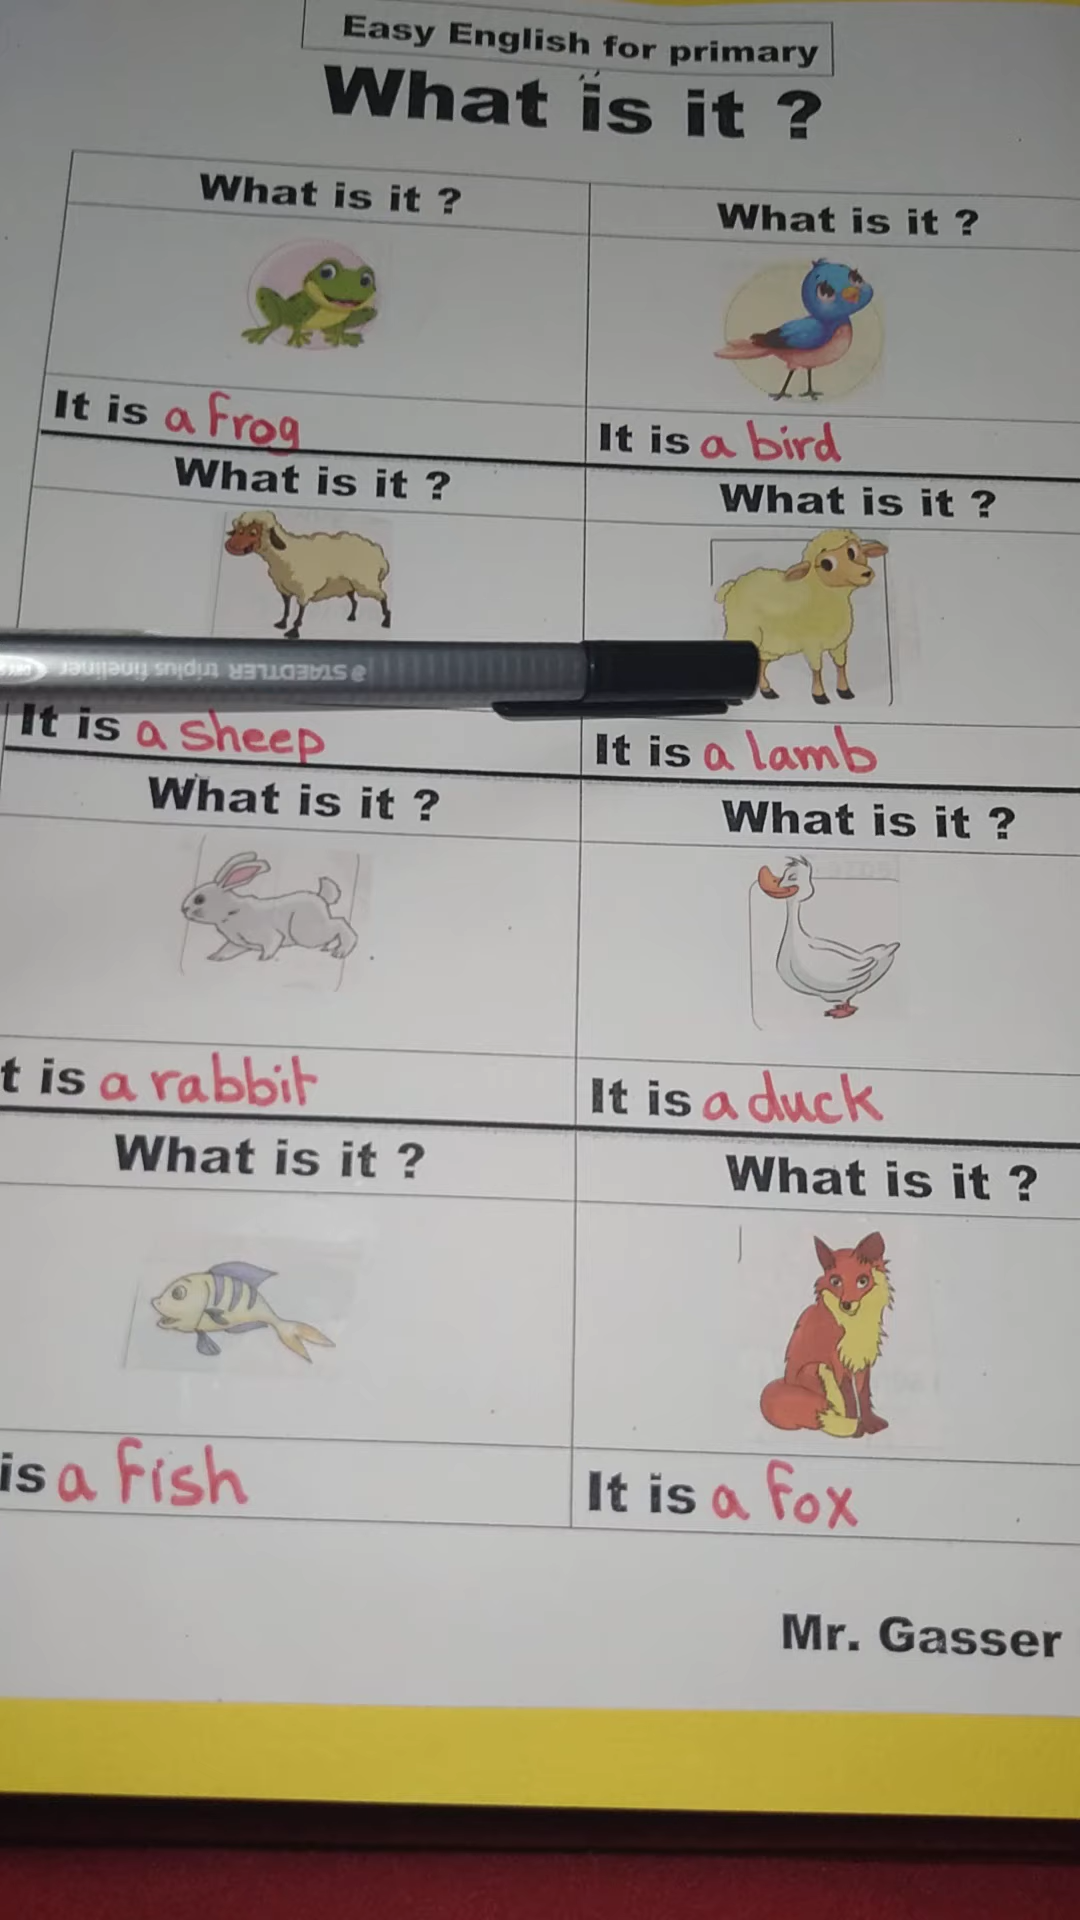 Easy English for primary
What is it ?
What is it ?
What is it ?
It is a frog
It is a bird
What is it ?
What is it ?
STAEDTLER triplus fineliner
It is a sheep
It is a lamb
What is it ?
What is it ?
t is a rabbit
It is a duck
What is it ?
What is it ?
is a fish
It is a fox
Mr. Gasser